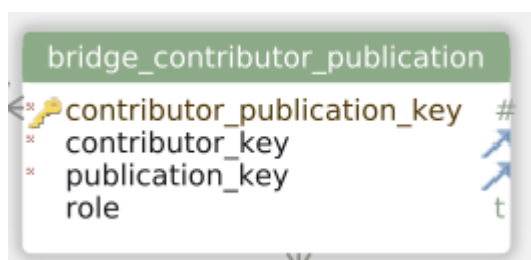 bridge_contributor_publication
contributor_publication_key #
contributor_key
publication_key
role t